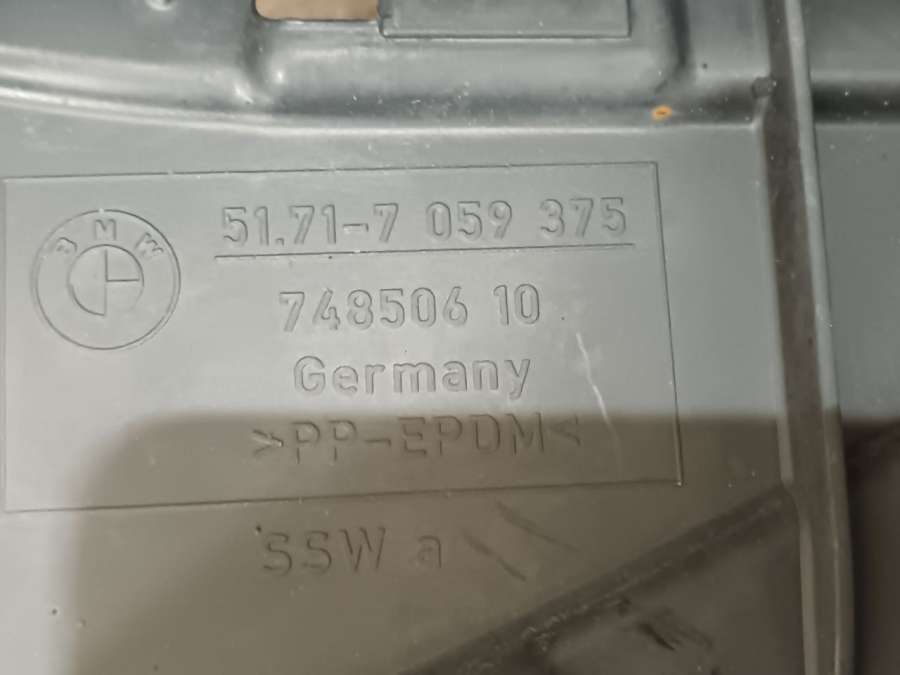 BMW
51.71-7 059 375
748506 10
Germany
>PP-EPDM<
SSW a